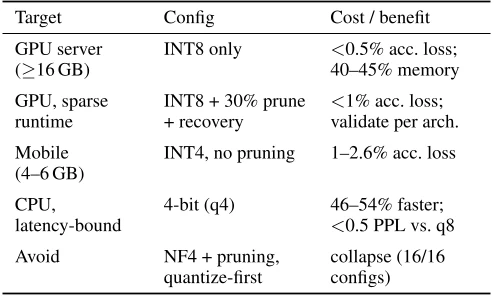 Target Config Cost / benefit
GPU server INT8 only <0.5% acc. loss;
(≥16 GB) 40–45% memory
GPU, sparse INT8 + 30% prune <1% acc. loss;
runtime + recovery validate per arch.
Mobile INT4, no pruning 1–2.6% acc. loss
(4–6 GB)
CPU, 4-bit (q4) 46–54% faster;
latency-bound <0.5 PPL vs. q8
Avoid NF4 + pruning, collapse (16/16
quantize-first configs)